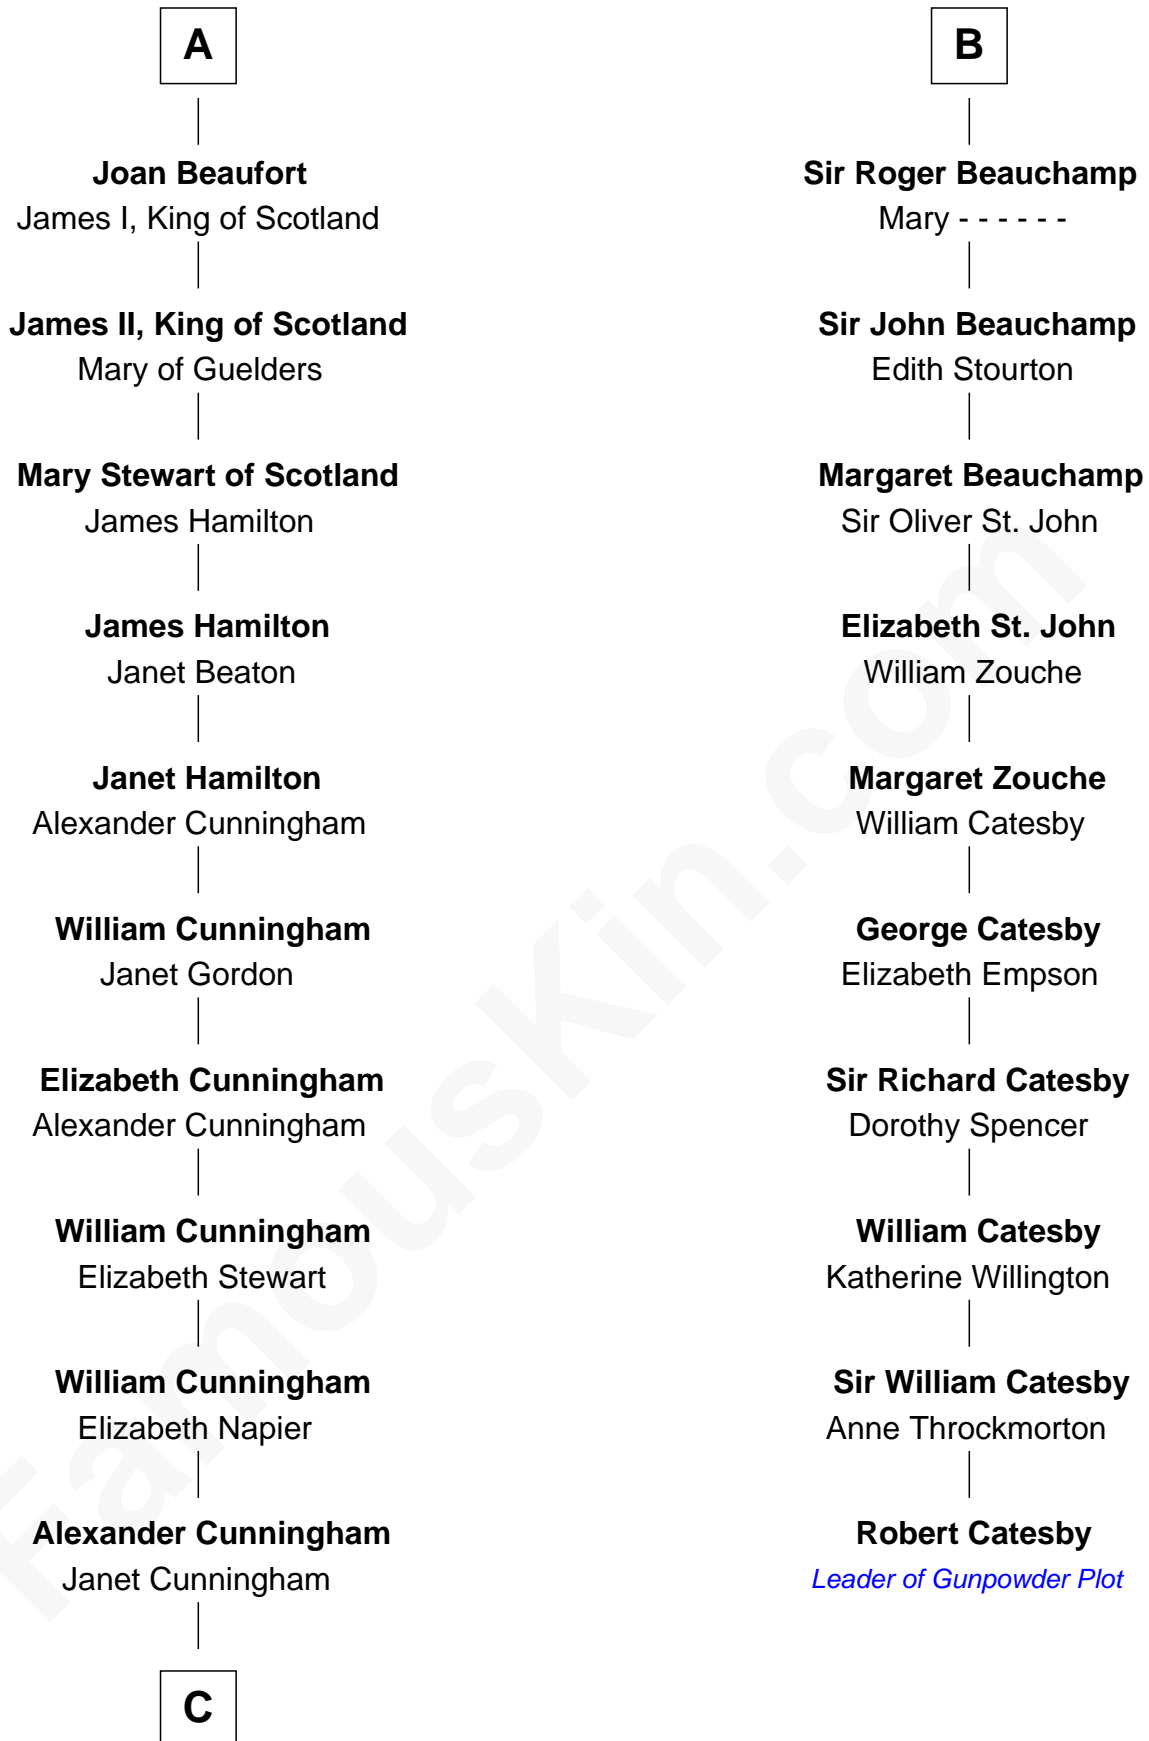 A
Joan Beaufort
James I, King of Scotland
James II, King of Scotland
Mary of Guelders
Mary Stewart of Scotland
James Hamilton
James Hamilton
Janet Beaton
Janet Hamilton
Alexander Cunningham
William Cunningham
Janet Gordon
Elizabeth Cunningham
Alexander Cunningham
William Cunningham
Elizabeth Stewart
William Cunningham
Elizabeth Napier
Alexander Cunningham
Janet Cunningham
C
B
Sir Roger Beauchamp
Mary - - - - - -
Sir John Beauchamp
Edith Stourton
Margaret Beauchamp
Sir Oliver St. John
Elizabeth St. John
William Zouche
Margaret Zouche
William Catesby
George Catesby
Elizabeth Empson
Sir Richard Catesby
Dorothy Spencer
William Catesby
Katherine Willington
Sir William Catesby
Anne Throckmorton
Robert Catesby
Leader of Gunpowder Plot
FamousKin.com